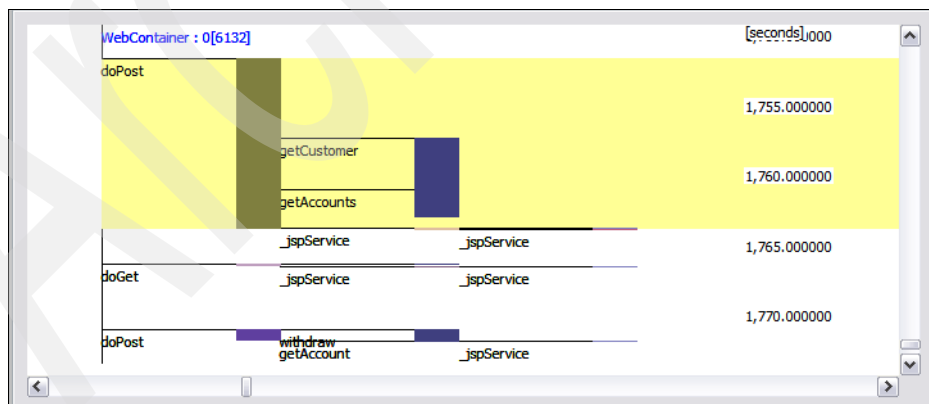 WebContainer : 0[6132] [seconds]
doPost
1,755.000000
getCustomer
1,760.000000
getAccounts
_jspService _jspService 1,765.000000
doGet _jspService _jspService
1,770.000000
doPost withdraw
getAccount _jspService